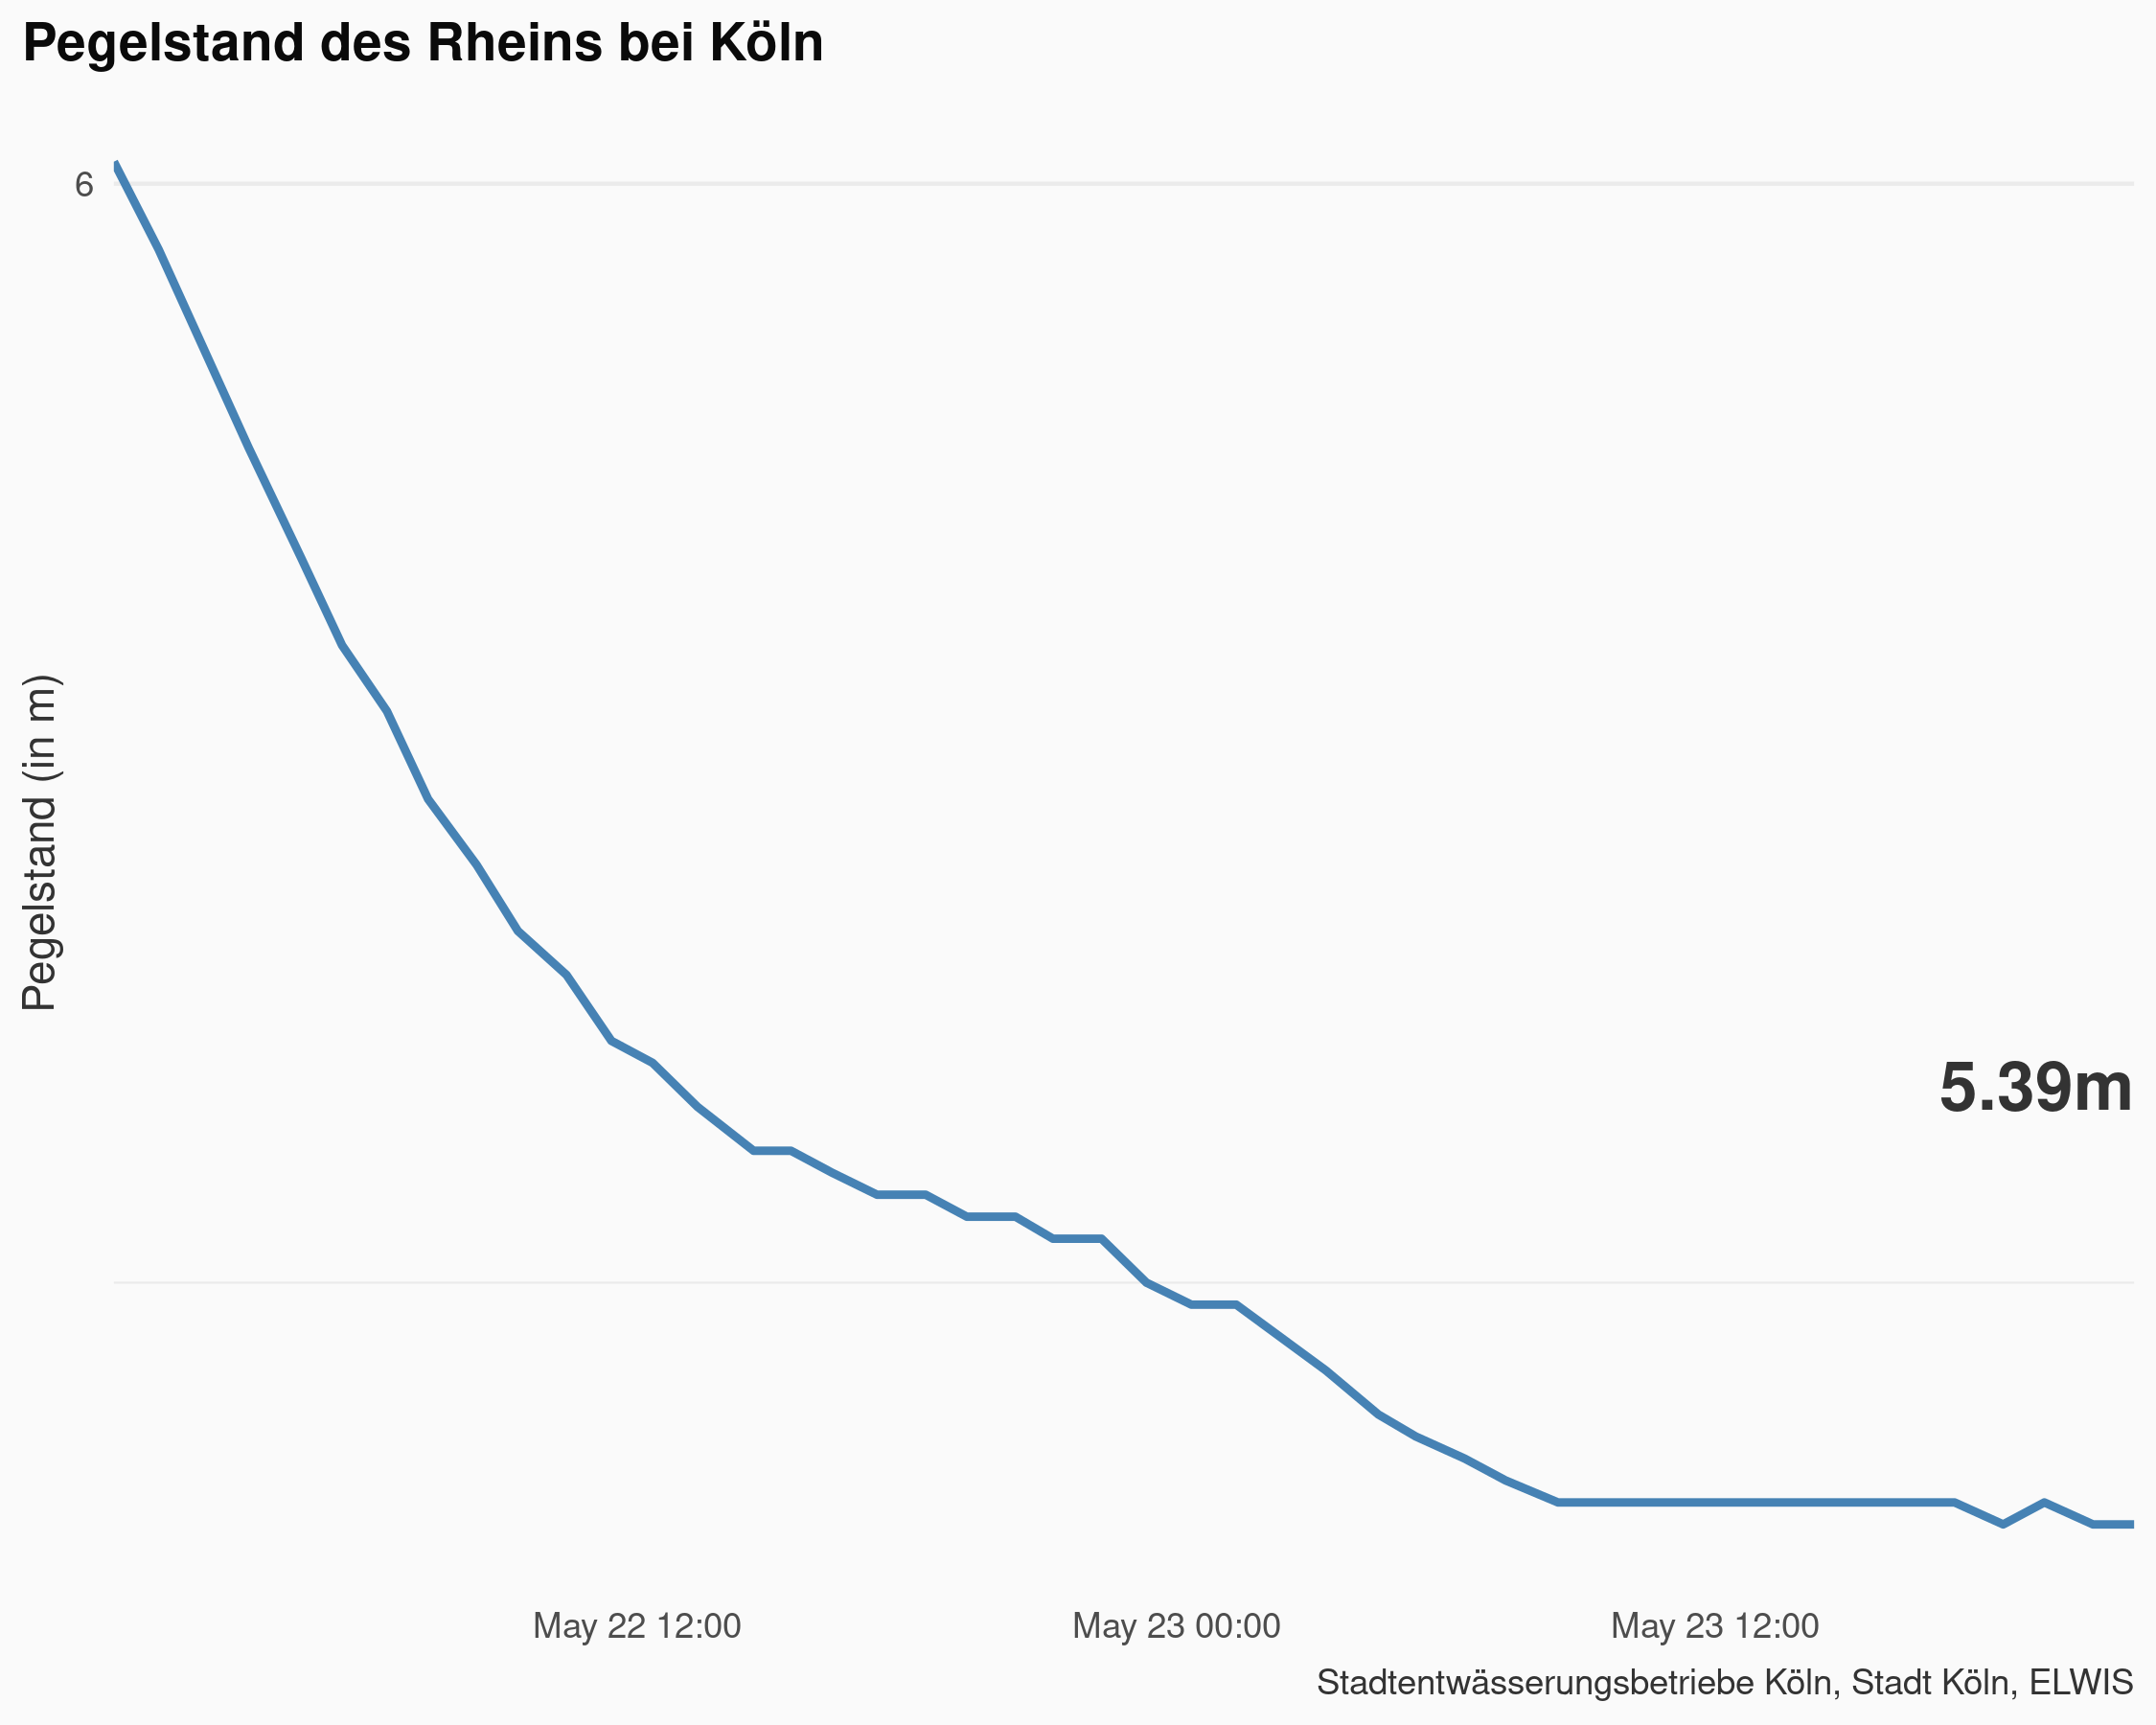 Pegelstand des Rheins bei Köln
6
Pegelstand (in m)
5.39m
May 22 12:00
May 23 00:00
May 23 12:00
Stadtentwässerungsbetriebe Köln, Stadt Köln, ELWIS